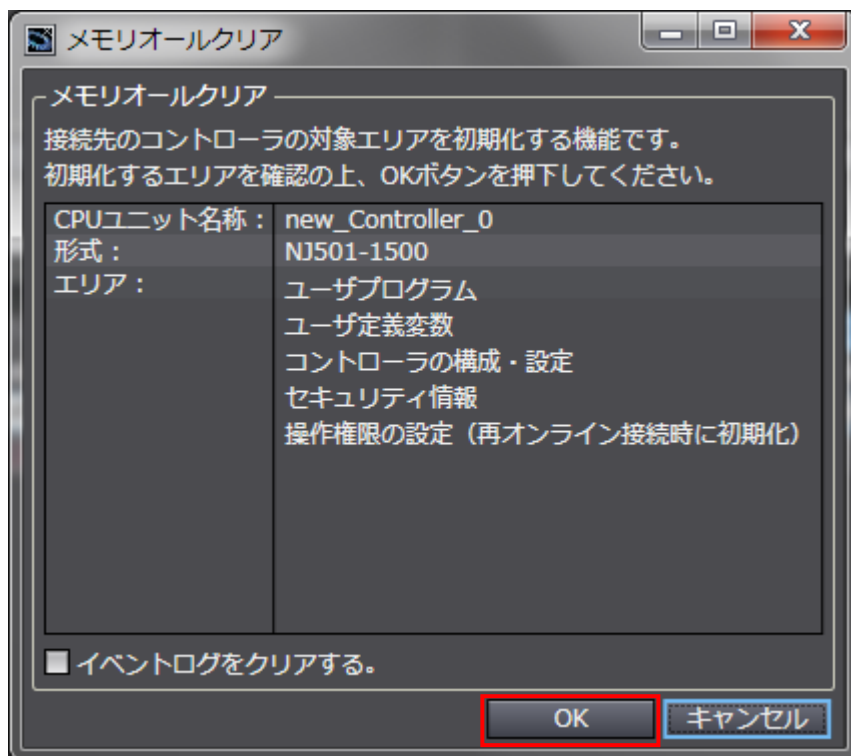 メモリオールクリア
メモリオールクリア
接続先のコントローラの対象エリアを初期化する機能です。
初期化するエリアを確認の上、OKボタンを押下してください。
CPUユニット名称： new_Controller_0
形式： NJ501-1500
エリア： ユーザプログラム
ユーザ定義変数
コントローラの構成・設定
セキュリティ情報
操作権限の設定（再オンライン接続時に初期化）
イベントログをクリアする。
OK キャンセル